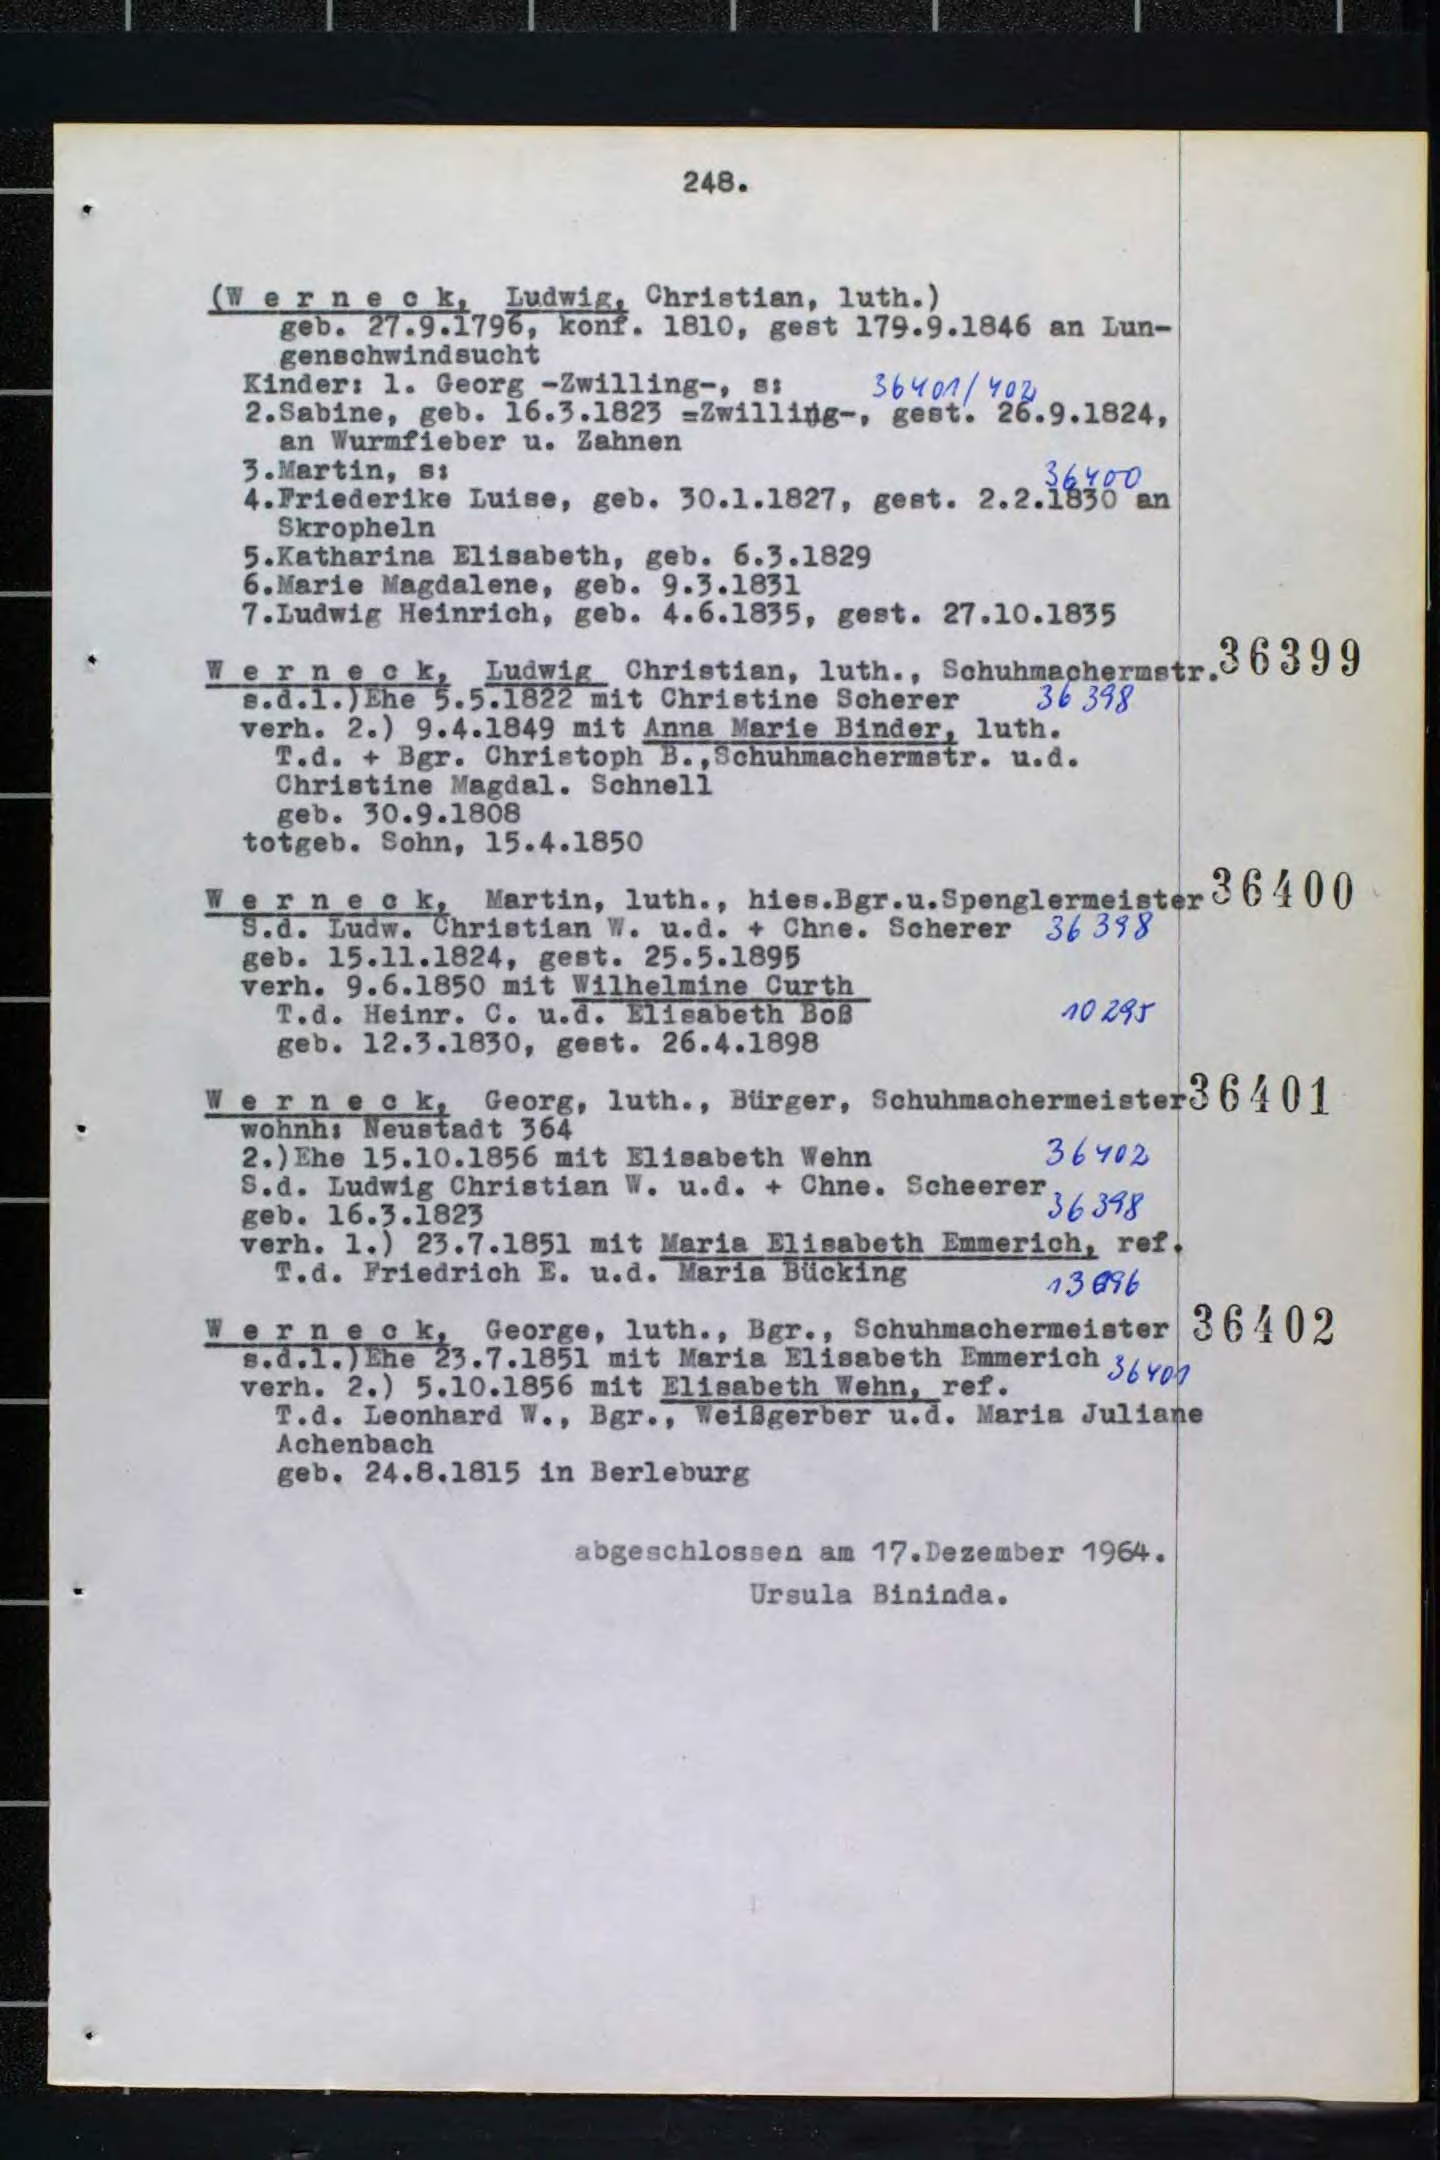 248.
(W e r n e c k, Ludwig, Christian, luth.)
geb. 27.9.1796, konf. 1810, gest 179.9.1846 an Lun-
genschwindsucht
Kinder: 1. Georg -Zwilling-, s: 36401/402
2.Sabine, geb. 16.3.1823 =Zwilling-, gest. 26.9.1824,
an Wurmfieber u. Zahnen
3.Martin, s: 36400
4.Friederike Luise, geb. 30.1.1827, gest. 2.2.1830 an
Skropheln
5.Katharina Elisabeth, geb. 6.3.1829
6.Marie Magdalene, geb. 9.3.1831
7.Ludwig Heinrich, geb. 4.6.1835, gest. 27.10.1835
W e r n e c k, Ludwig Christian, luth., Schuhmachermstr. 36399
s.d.1.)Ehe 5.5.1822 mit Christine Scherer 36398
verh. 2.) 9.4.1849 mit Anna Marie Binder, luth.
T.d. + Bgr. Christoph B.,Schuhmachermstr. u.d.
Christine Magdal. Schnell
geb. 30.9.1808
totgeb. Sohn, 15.4.1850
W e r n e c k, Martin, luth., hies.Bgr.u.Spenglermeister 36400
S.d. Ludw. Christian W. u.d. + Chne. Scherer 36398
geb. 15.11.1824, gest. 25.5.1895
verh. 9.6.1850 mit Wilhelmine Curth
T.d. Heinr. C. u.d. Elisabeth Boß 10295
geb. 12.3.1830, gest. 26.4.1898
W e r n e c k, Georg, luth., Bürger, Schuhmachermeister 36401
wohnh: Neustadt 364
2.)Ehe 15.10.1856 mit Elisabeth Wehn 36402
S.d. Ludwig Christian W. u.d. + Chne. Scheerer 36398
geb. 16.3.1823
verh. 1.) 23.7.1851 mit Maria Elisabeth Emmerich, ref.
T.d. Friedrich E. u.d. Maria Bücking
W e r n e c k, George, luth., Bgr., Schuhmachermeister 36402
s.d.1.)Ehe 23.7.1851 mit Maria Elisabeth Emmerich 36401
verh. 2.) 5.10.1856 mit Elisabeth Wehn, ref.
T.d. Leonhard W., Bgr., Weißgerber u.d. Maria Juliane
Achenbach
geb. 24.8.1815 in Berleburg
abgeschlossen am 17.Dezember 1964.
Ursula Bininda.